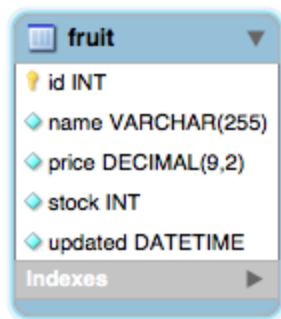 fruit
id INT
name VARCHAR(255)
price DECIMAL(9,2)
stock INT
updated DATETIME
Indexes